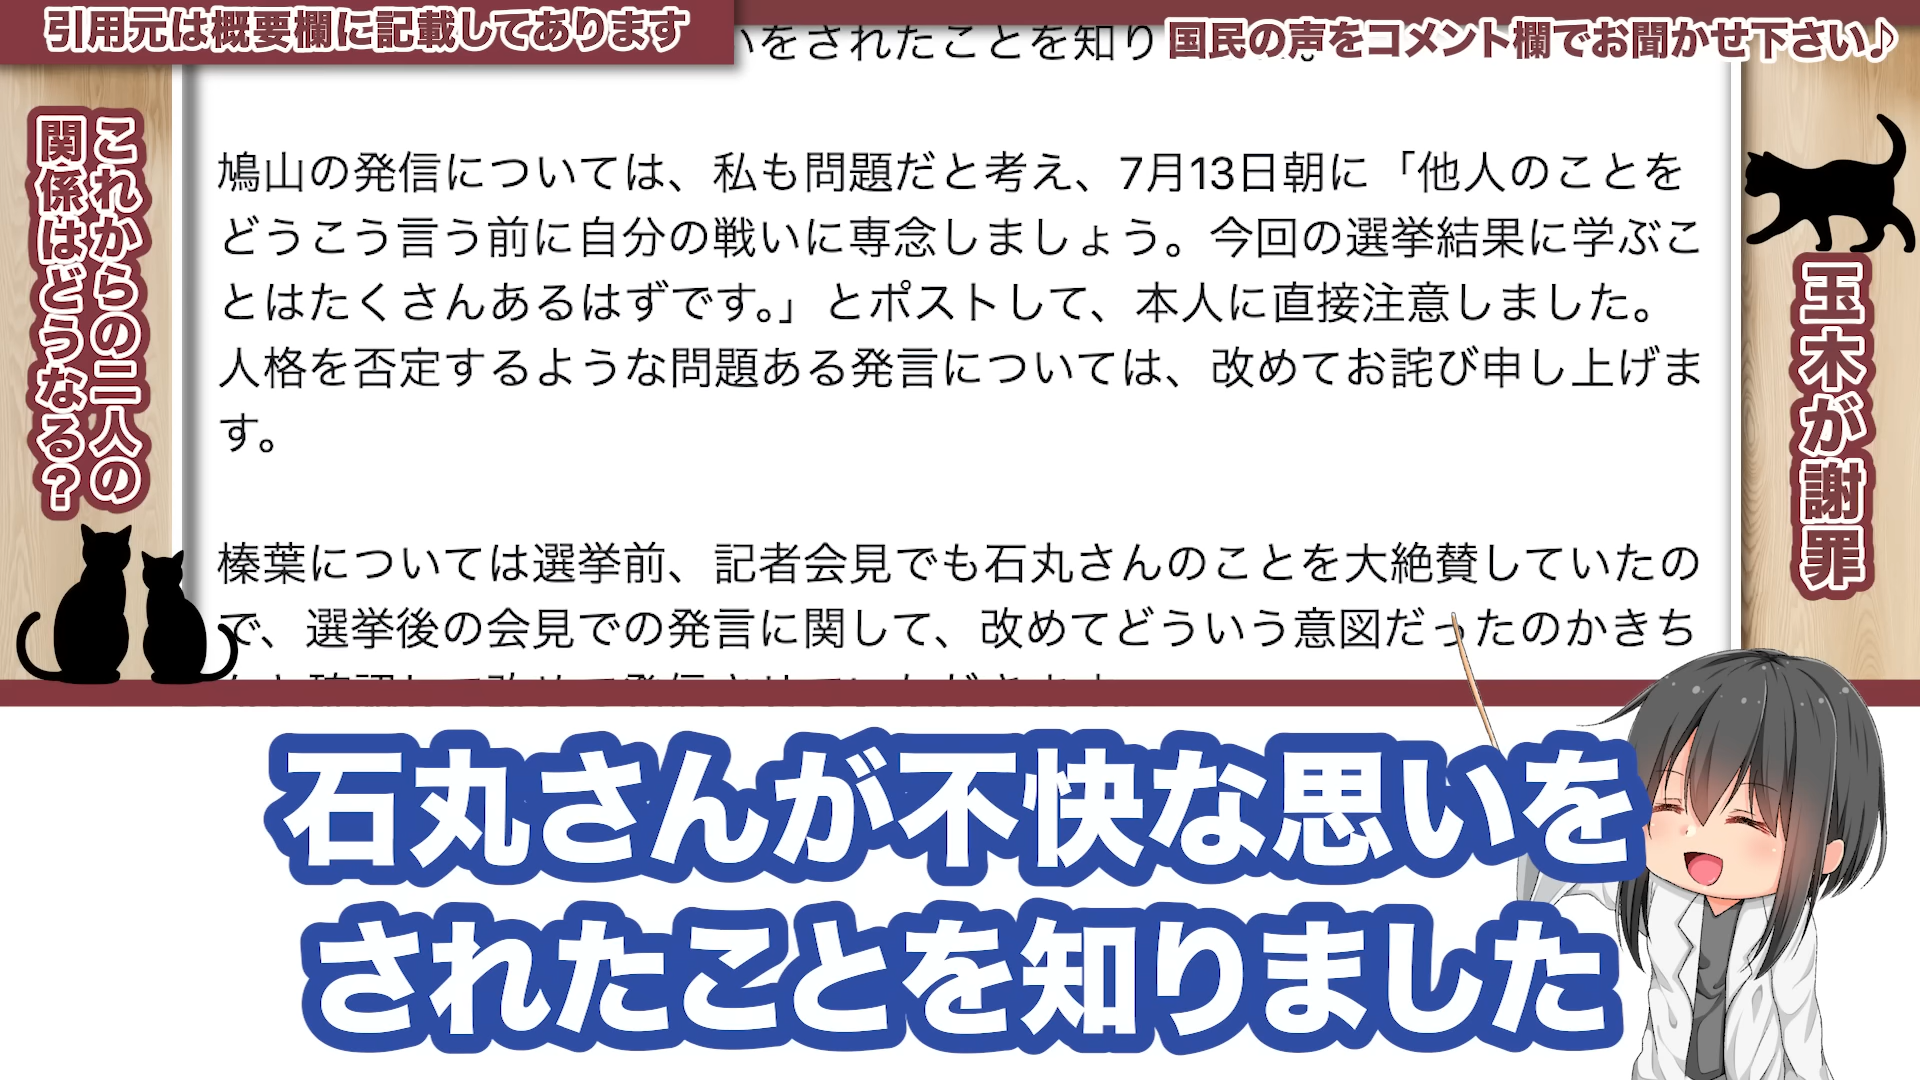 引用元は概要欄に記載してあります
国民の声をコメント欄でお聞かせ下さい♪
いをされたことを知り
これからの二人の
関係はどうなる？
玉木が謝罪
鳩山の発信については、私も問題だと考え、7月13日朝に「他人のことを
どうこう言う前に自分の戦いに専念しましょう。今回の選挙結果に学ぶこ
とはたくさんあるはずです。」とポストして、本人に直接注意しました。
人格を否定するような問題ある発言については、改めてお詫び申し上げま
す。
榛葉については選挙前、記者会見でも石丸さんのことを大絶賛していたの
で、選挙後の会見での発言に関して、改めてどういう意図だったのかきち
石丸さんが不快な思いを
されたことを知りました